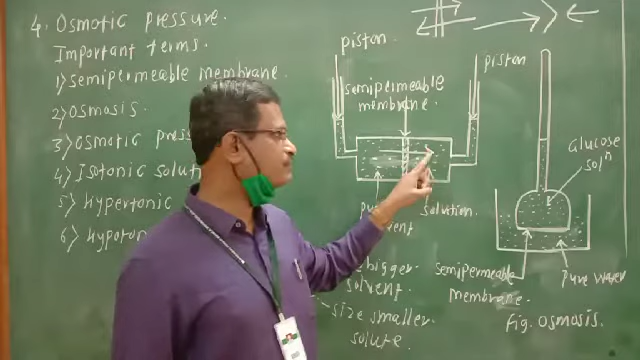 4. Osmotic pressure.
Important terms.
1) Semipermeable membrane.
2) Osmosis.
3) Osmotic press
4) Isotonic solut
5) Hypertonic
6) Hypoton
piston.
piston
semipermeable
membrane.
solution.
bigger
solvent.
size smaller
solute.
Glucose
solⁿ
semipermeable
membrane.
Pure water
Fig. Osmosis.